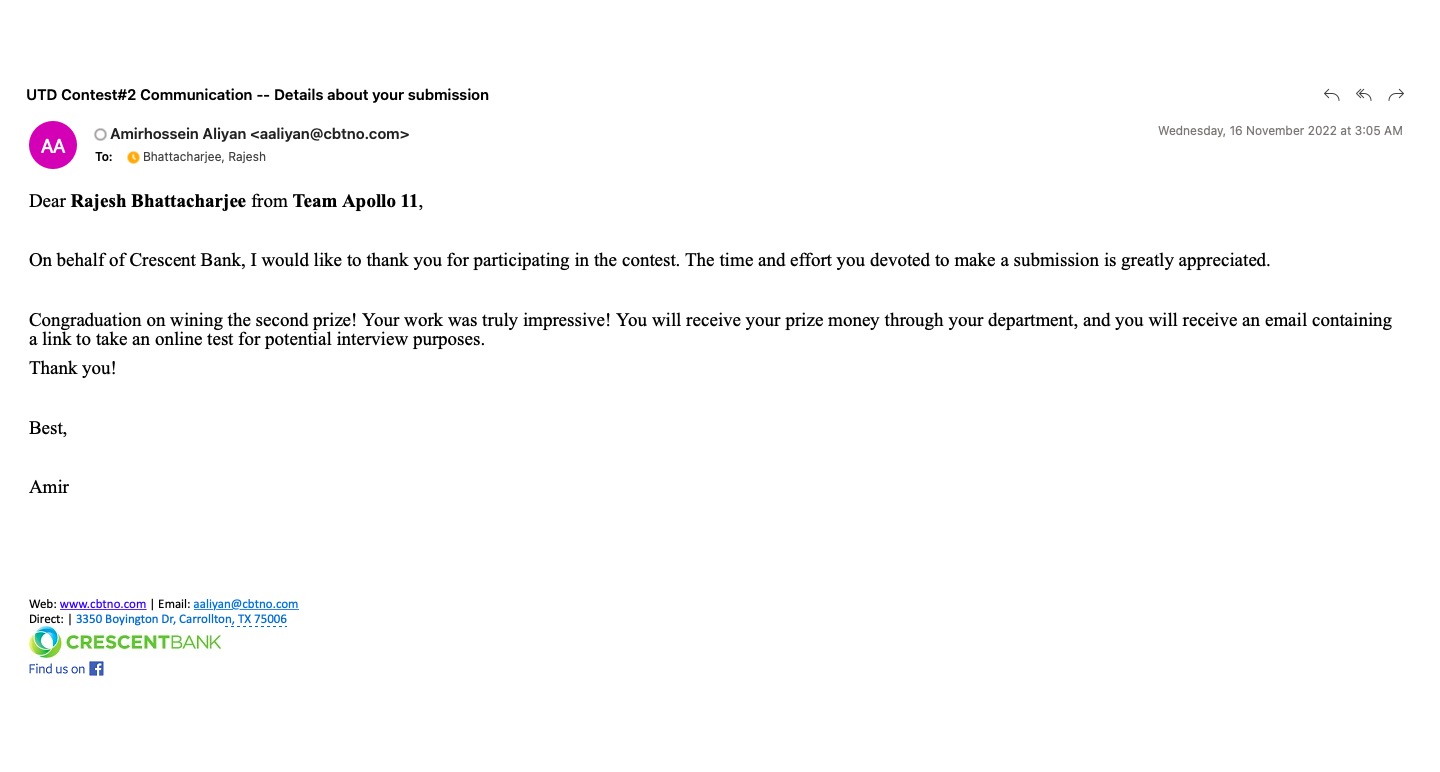 UTD Contest#2 Communication -- Details about your submission
AA
Amirhossein Aliyan <aaliyan@cbtno.com>
Wednesday, 16 November 2022 at 3:05 AM
To: Bhattacharjee, Rajesh
Dear Rajesh Bhattacharjee from Team Apollo 11,
On behalf of Crescent Bank, I would like to thank you for participating in the contest. The time and effort you devoted to make a submission is greatly appreciated.
Congraduation on wining the second prize! Your work was truly impressive! You will receive your prize money through your department, and you will receive an email containing
a link to take an online test for potential interview purposes.
Thank you!
Best,
Amir
Web: www.cbtno.com | Email: aaliyan@cbtno.com
Direct: | 3350 Boyington Dr, Carrollton, TX 75006
CRESCENTBANK
Find us on f